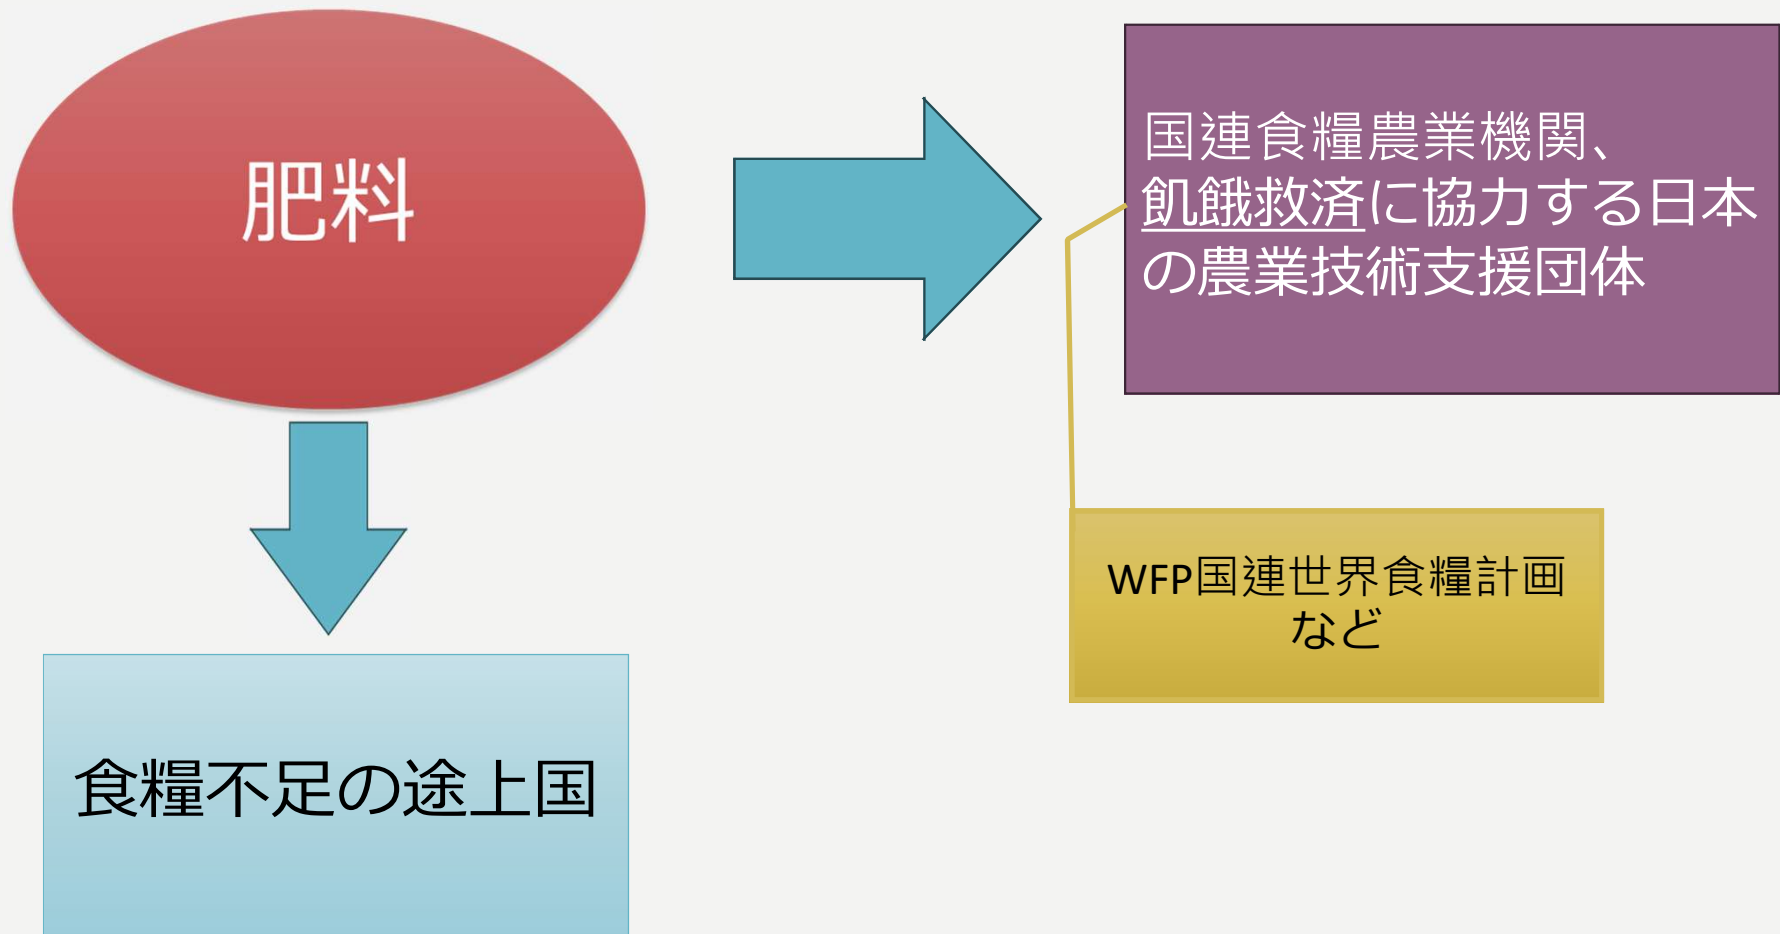 肥料
国連食糧農業機関、
飢餓救済に協力する日本
の農業技術支援団体
WFP国連世界食糧計画
など
食糧不足の途上国